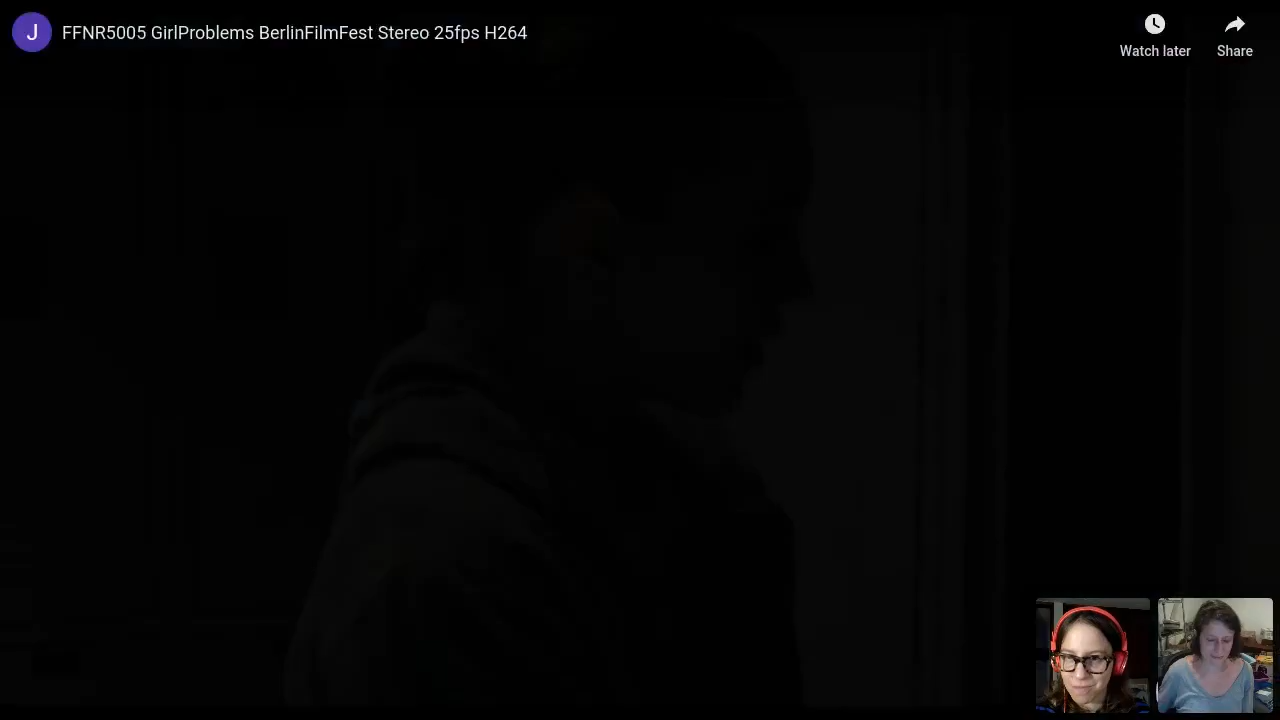 J
FFNR5005 GirlProblems BerlinFilmFest Stereo 25fps H264
Watch later
Share